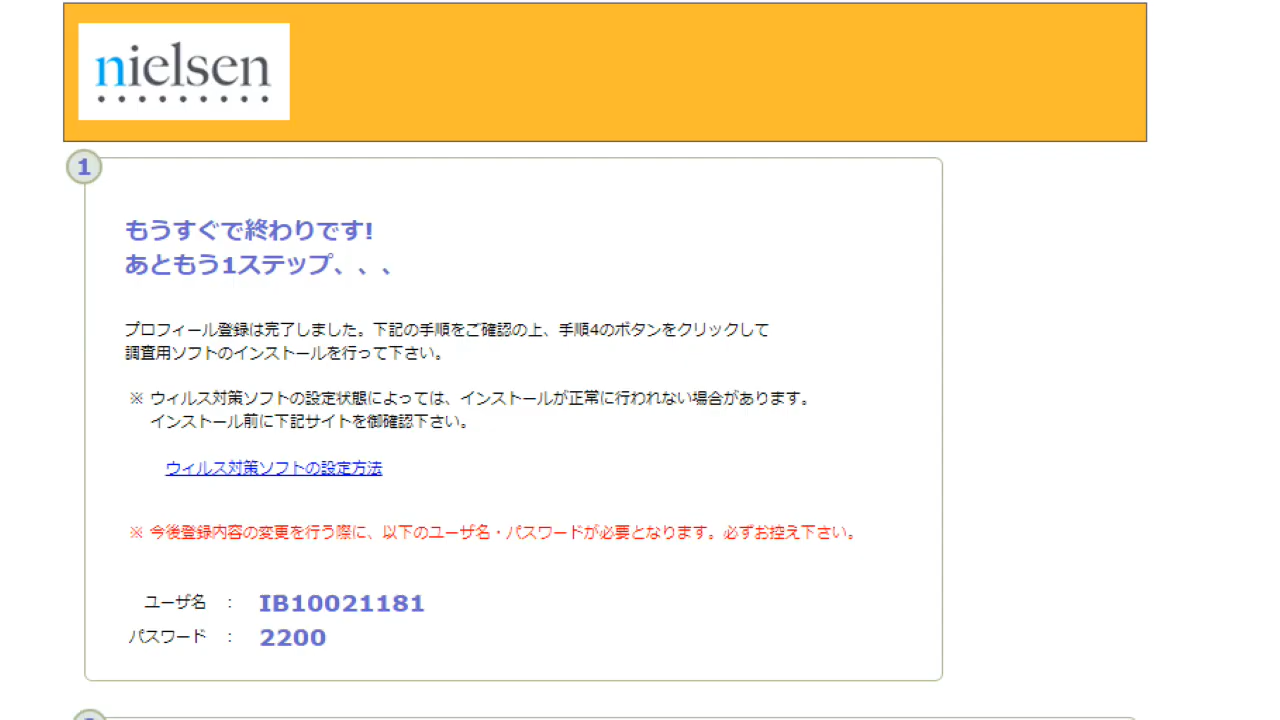 nielsen
1
もうすぐで終わりです!
あともう1ステップ、、、
プロフィール登録は完了しました。下記の手順をご確認の上、手順4のボタンをクリックして
調査用ソフトのインストールを行って下さい。
※ ウィルス対策ソフトの設定状態によっては、インストールが正常に行われない場合があります。
インストール前に下記サイトを御確認下さい。
ウィルス対策ソフトの設定方法
※ 今後登録内容の変更を行う際に、以下のユーザ名・パスワードが必要となります。必ずお控え下さい。
ユーザ名 : IB10021181
パスワード : 2200